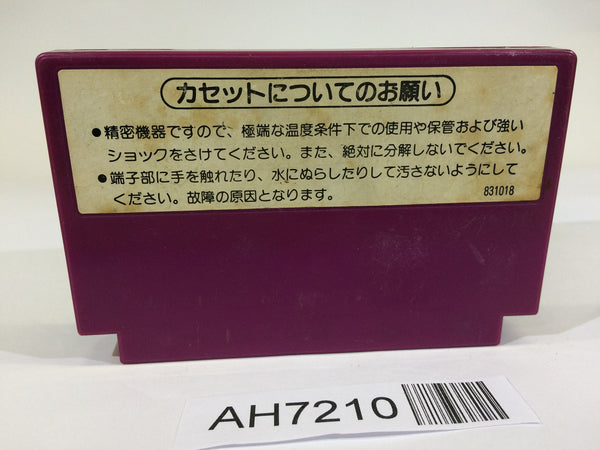 カセットについてのお願い
●精密機器ですので、極端な温度条件下での使用や保管および強い
ショックをさけてください。また、絶対に分解しないでください。
●端子部に手を触れたり、水にぬらしたりして汚さないようにして
ください。故障の原因となります。
831018
AH7210